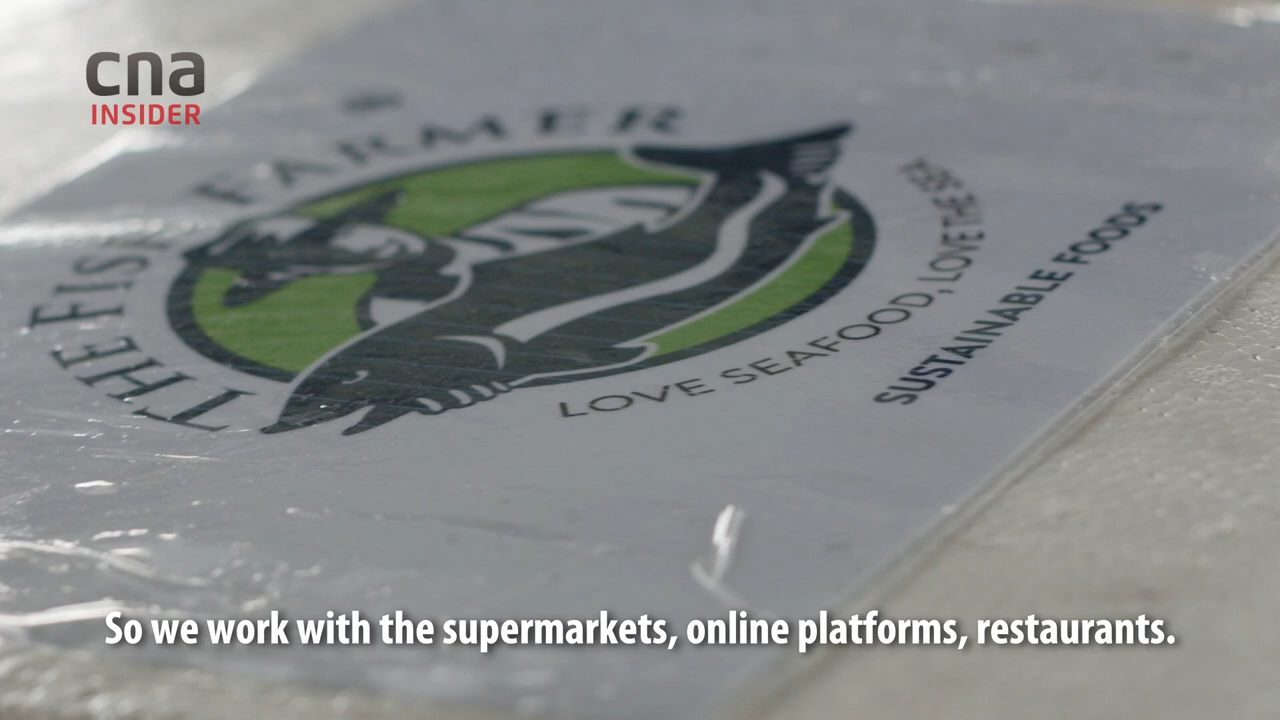 cna
INSIDER
THE FISH FARMER
LOVE SEAFOOD, LOVE THE
SUSTAINABLE FOODS
So we work with the supermarkets, online platforms, restaurants.